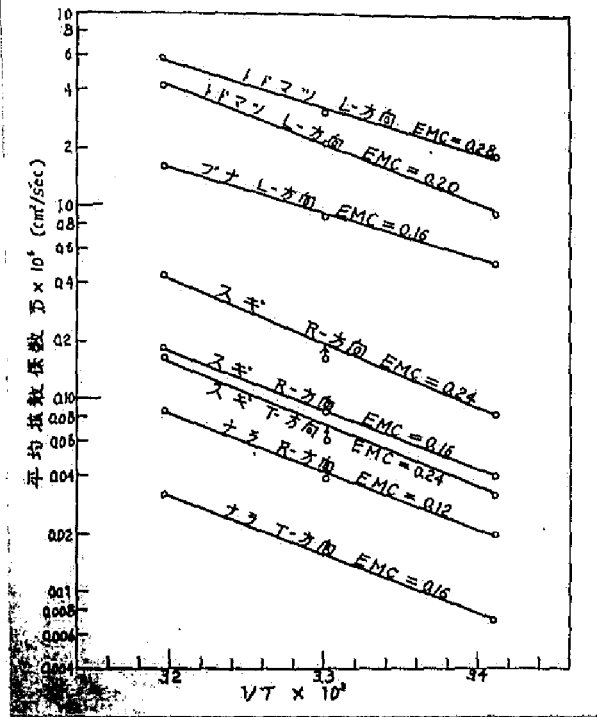 10
8
6
4
2
1.0
0.8
0.6
0.4
0.2
0.10
0.08
0.06
0.04
0.02
0.01
0.008
0.006
0.004
平均拡散係数 D × 10⁶ (cm²/sec)
トドマツ L-方向 EMC=0.28
トドマツ L-方向 EMC=0.20
ブナ L-方向 EMC=0.16
スギ R-方向 EMC=0.24
スギ R-方向 EMC=0.16
スギ T-方向 EMC=0.24
ナラ R-方向 EMC=0.12
ナラ T-方向 EMC=0.16
3.2 3.3 3.4
1/T × 10³